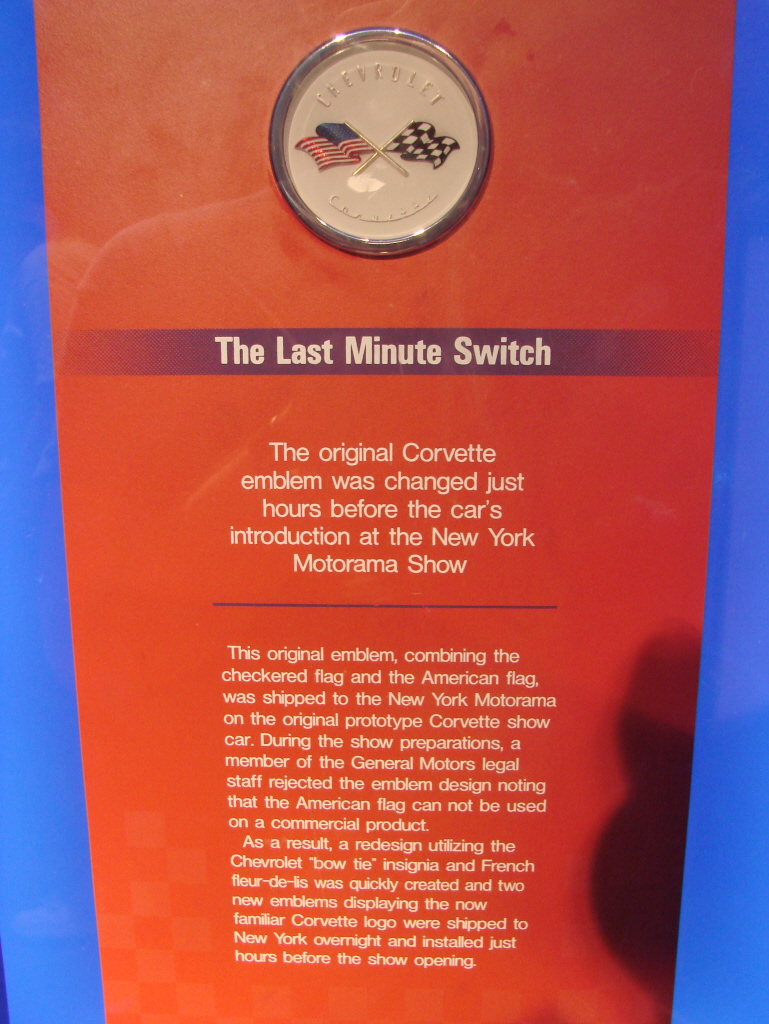 CHEVROLET
Corvette
The Last Minute Switch
The original Corvette
emblem was changed just
hours before the car's
introduction at the New York
Motorama Show
This original emblem, combining the
checkered flag and the American flag,
was shipped to the New York Motorama
on the original prototype Corvette show
car. During the show preparations, a
member of the General Motors legal
staff rejected the emblem design noting
that the American flag can not be used
on a commercial product.
As a result, a redesign utilizing the
Chevrolet "bow tie" insignia and French
fleur-de-lis was quickly created and two
new emblems displaying the now
familiar Corvette logo were shipped to
New York overnight and installed just
hours before the show opening.